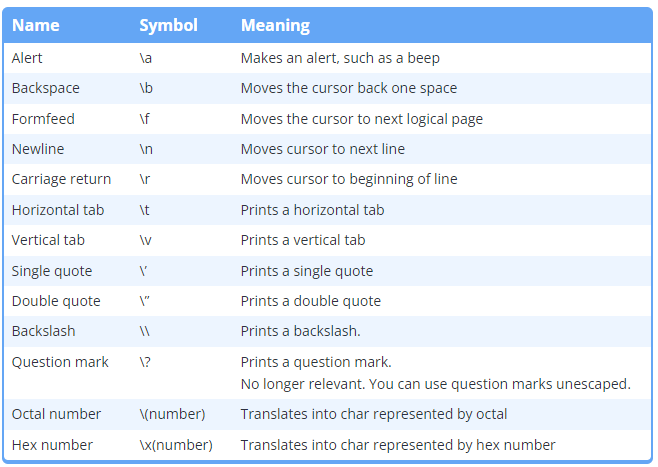 Name Symbol Meaning
Alert \a Makes an alert, such as a beep
Backspace \b Moves the cursor back one space
Formfeed \f Moves the cursor to next logical page
Newline \n Moves cursor to next line
Carriage return \r Moves cursor to beginning of line
Horizontal tab \t Prints a horizontal tab
Vertical tab \v Prints a vertical tab
Single quote \’ Prints a single quote
Double quote \” Prints a double quote
Backslash \\ Prints a backslash.
Question mark \? Prints a question mark.
No longer relevant. You can use question marks unescaped.
Octal number \(number) Translates into char represented by octal
Hex number \x(number) Translates into char represented by hex number